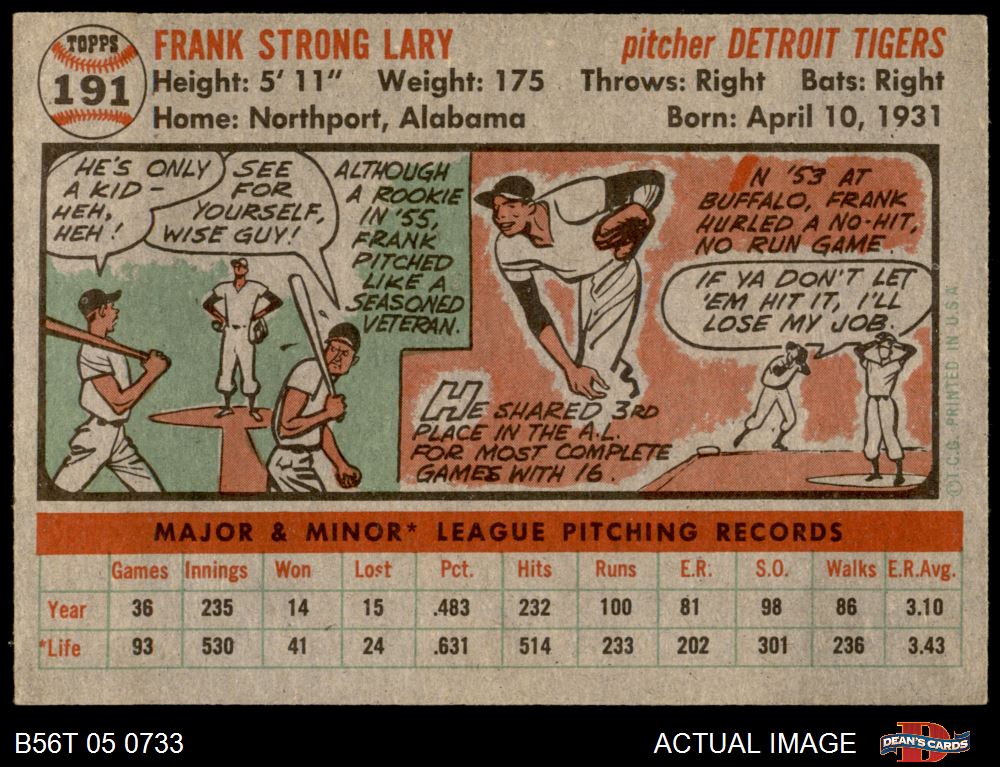 TOPPS
191
FRANK STRONG LARY
pitcher DETROIT TIGERS
Height: 5' 11" Weight: 175 Throws: Right Bats: Right
Home: Northport, Alabama Born: April 10, 1931
HE'S ONLY
A KID -
HEH,
HEH!
SEE
FOR
YOURSELF,
WISE GUY!
ALTHOUGH
A ROOKIE
IN '55,
FRANK
PITCHED
LIKE A
SEASONED
VETERAN.
HE SHARED 3RD
PLACE IN THE A.L.
FOR MOST COMPLETE
GAMES WITH 16.
N '53 AT
BUFFALO, FRANK
HURLED A NO-HIT,
NO RUN GAME.
IF YA DON'T LET
'EM HIT IT, I'LL
LOSE MY JOB.
© T.C.G. PRINTED IN U.S.A.
MAJOR & MINOR* LEAGUE PITCHING RECORDS
Games Innings Won Lost Pct. Hits Runs E.R. S.O. Walks E.R.Avg.
Year 36 235 14 15 .483 232 100 81 98 86 3.10
*Life 93 530 41 24 .631 514 233 202 301 236 3.43
B56T 05 0733
ACTUAL IMAGE
D
DEAN'S CARDS